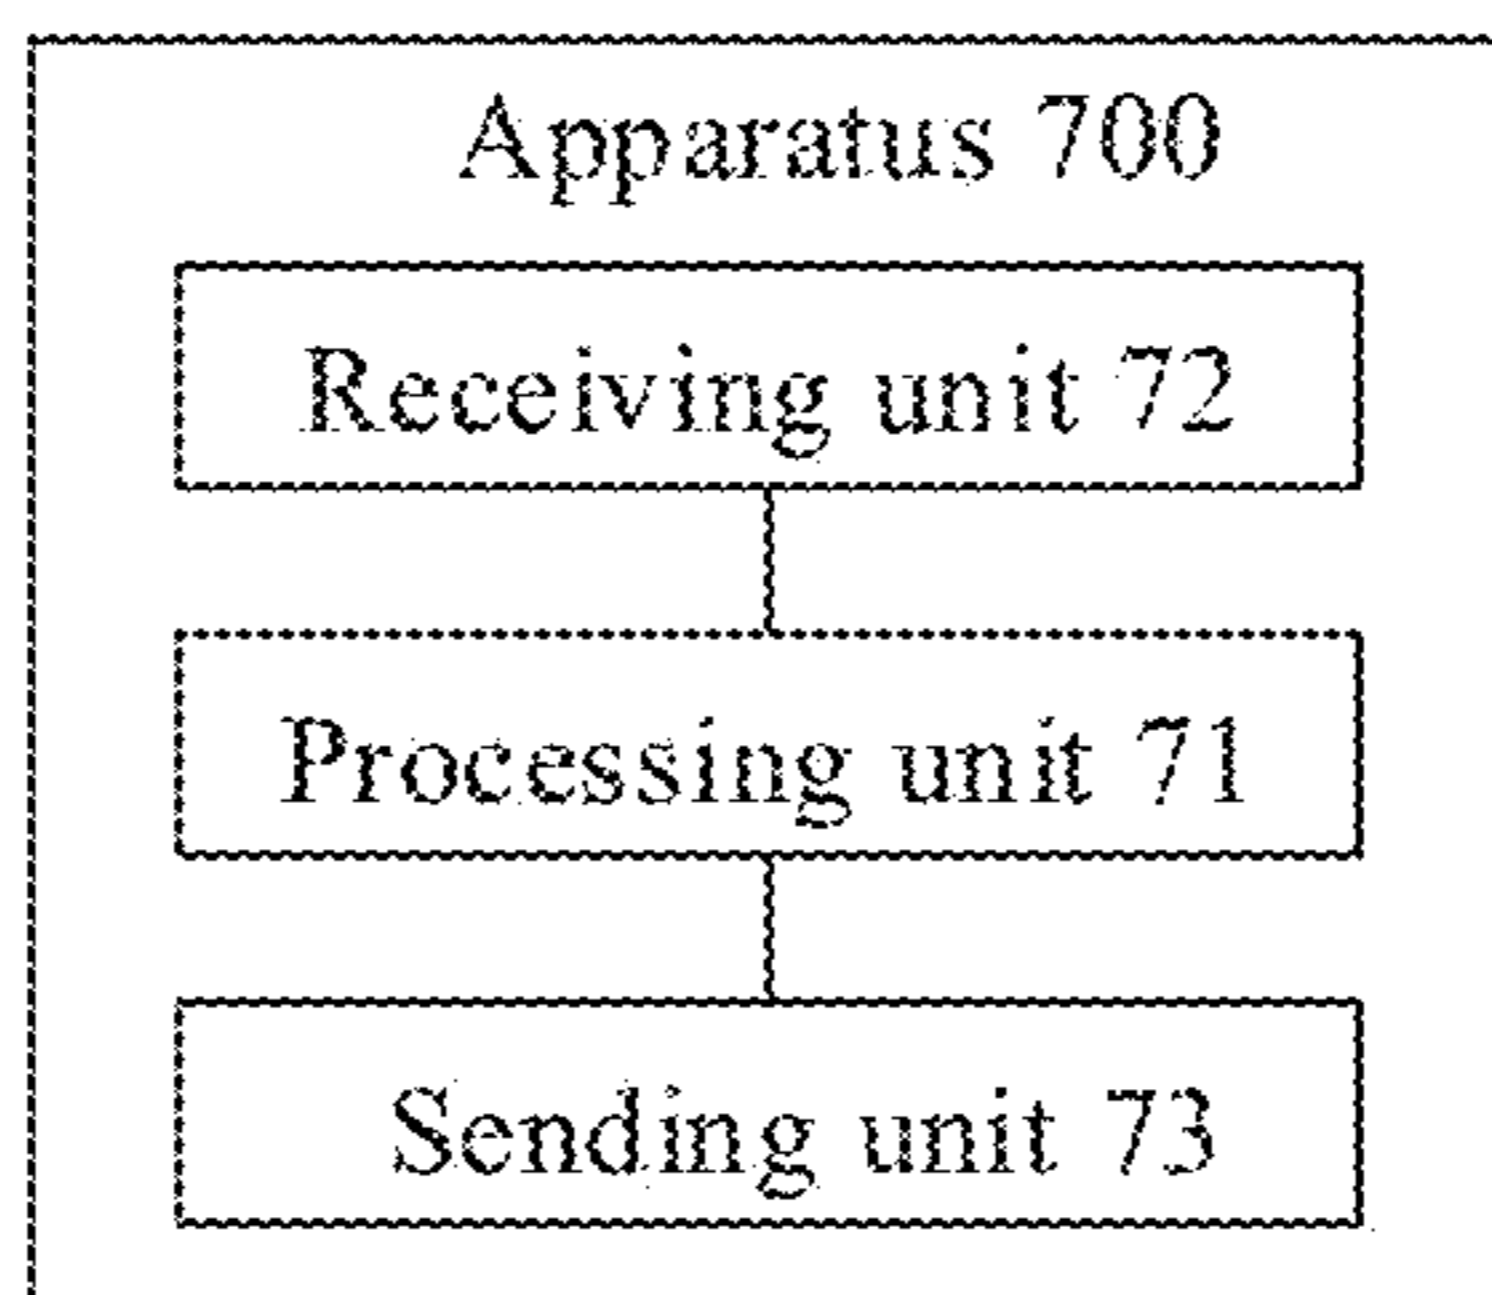 Apparatus 700
Receiving unit 72
Processing unit 71
Sending unit 73